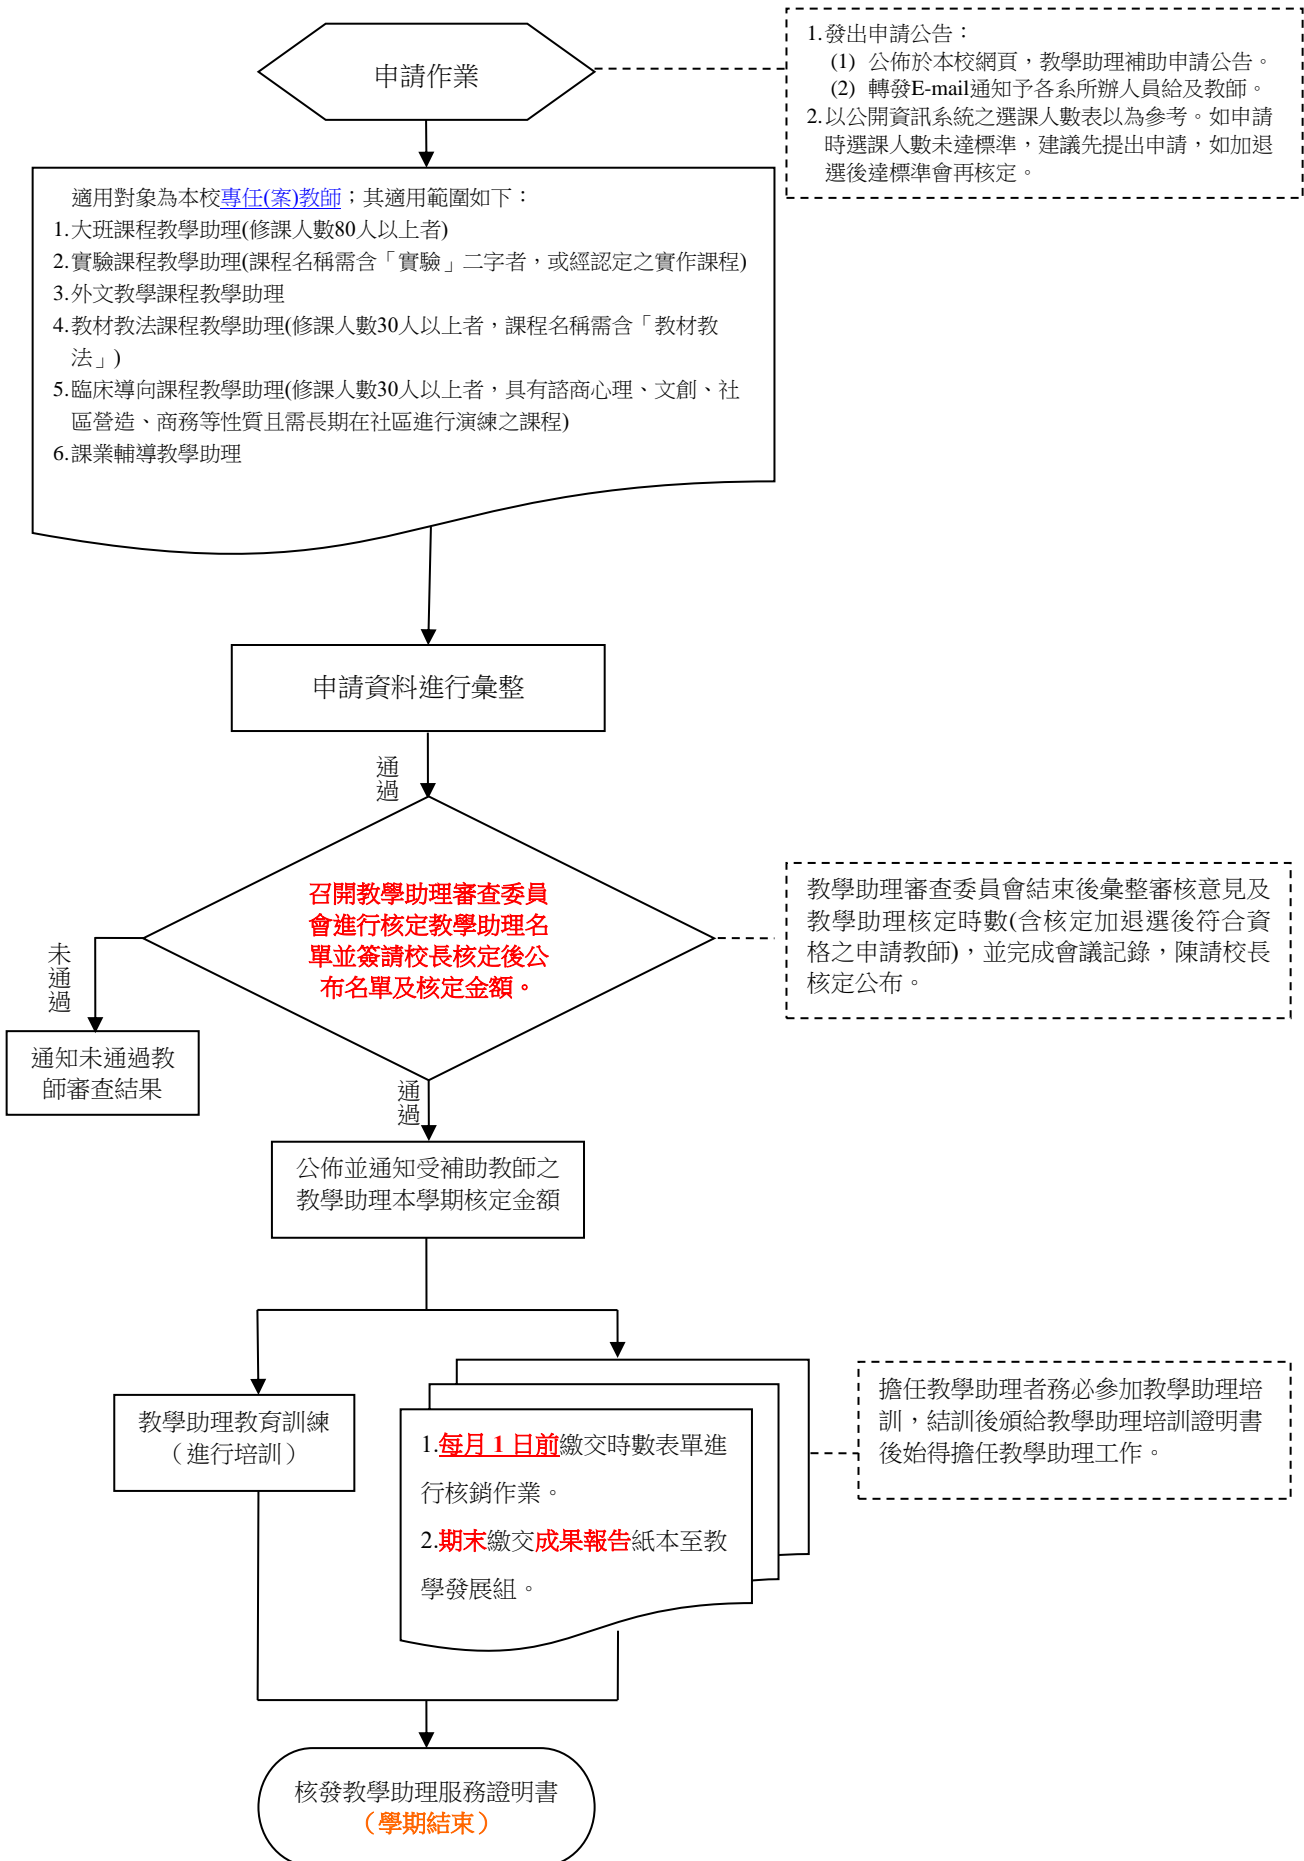 申請作業
1.發出申請公告：
(1) 公佈於本校網頁，教學助理補助申請公告。
(2) 轉發E-mail通知予各系所辦人員給及教師。
2.以公開資訊系統之選課人數表以為參考。如申請
時選課人數未達標準，建議先提出申請，如加退
選後達標準會再核定。
適用對象為本校專任(案)教師；其適用範圍如下：
1.大班課程教學助理(修課人數80人以上者)
2.實驗課程教學助理(課程名稱需含「實驗」二字者，或經認定之實作課程)
3.外文教學課程教學助理
4.教材教法課程教學助理(修課人數30人以上者，課程名稱需含「教材教
法」)
5.臨床導向課程教學助理(修課人數30人以上者，具有諮商心理、文創、社
區營造、商務等性質且需長期在社區進行演練之課程)
6.課業輔導教學助理
申請資料進行彙整
通過
召開教學助理審查委員
會進行核定教學助理名
單並簽請校長核定後公
布名單及核定金額。
教學助理審查委員會結束後彙整審核意見及
教學助理核定時數(含核定加退選後符合資
格之申請教師)，並完成會議記錄，陳請校長
核定公布。
未通過
通知未通過教
師審查結果
通過
公佈並通知受補助教師之
教學助理本學期核定金額
教學助理教育訓練
（進行培訓）
1.每月 1 日前繳交時數表單進
行核銷作業。
2.期末繳交成果報告紙本至教
學發展組。
擔任教學助理者務必參加教學助理培
訓，結訓後頒給教學助理培訓證明書
後始得擔任教學助理工作。
核發教學助理服務證明書
（學期結束）